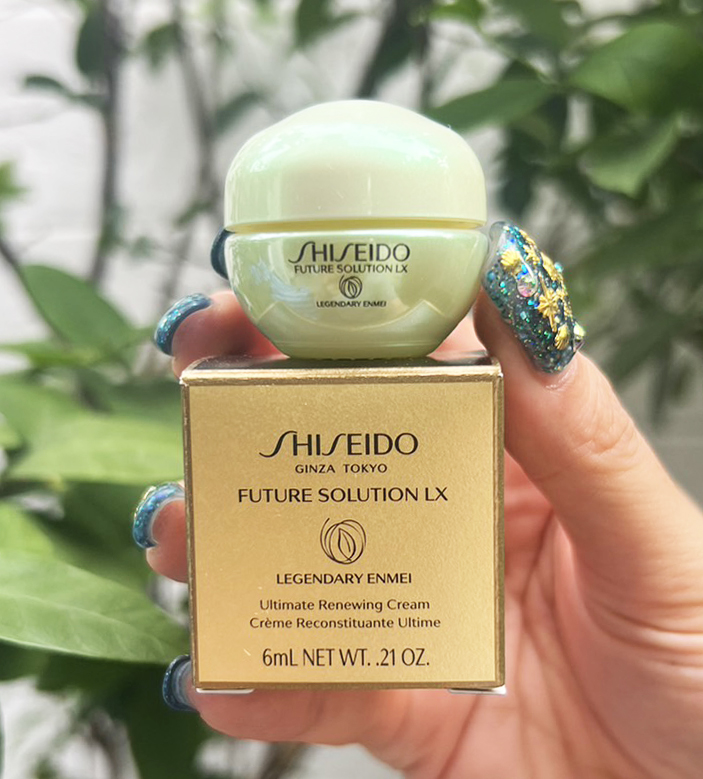 SHISEIDO
FUTURE SOLUTION LX
LEGENDARY ENMEI
SHISEIDO
GINZA TOKYO
FUTURE SOLUTION LX
LEGENDARY ENMEI
Ultimate Renewing Cream
Crème Reconstituante Ultime
6mL NET WT. .21 OZ.